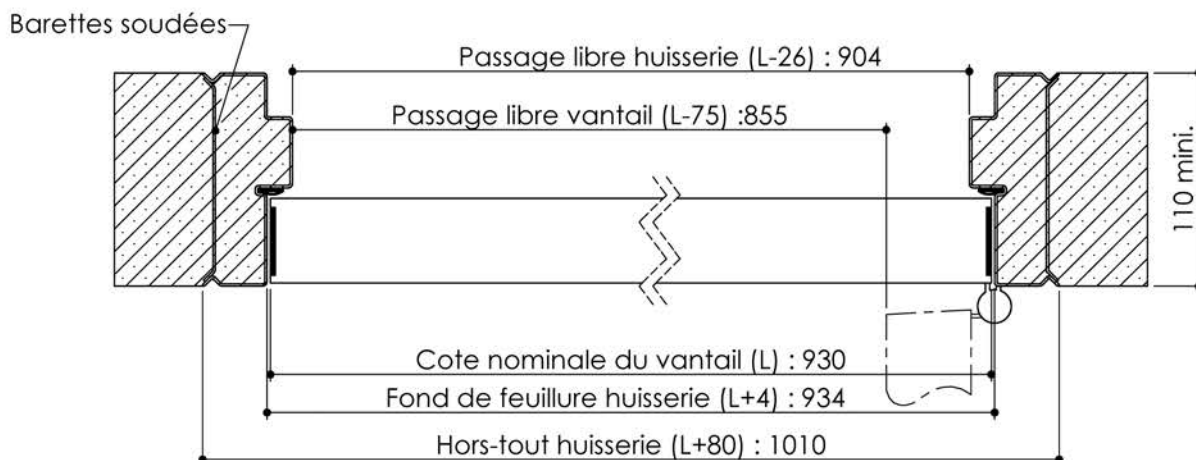 Barettes soudées
Passage libre huisserie (L-26) : 904
Passage libre vantail (L-75) :855
110 mini.
Cote nominale du vantail (L) : 930
Fond de feuillure huisserie (L+4) : 934
Hors-tout huisserie (L+80) : 1010